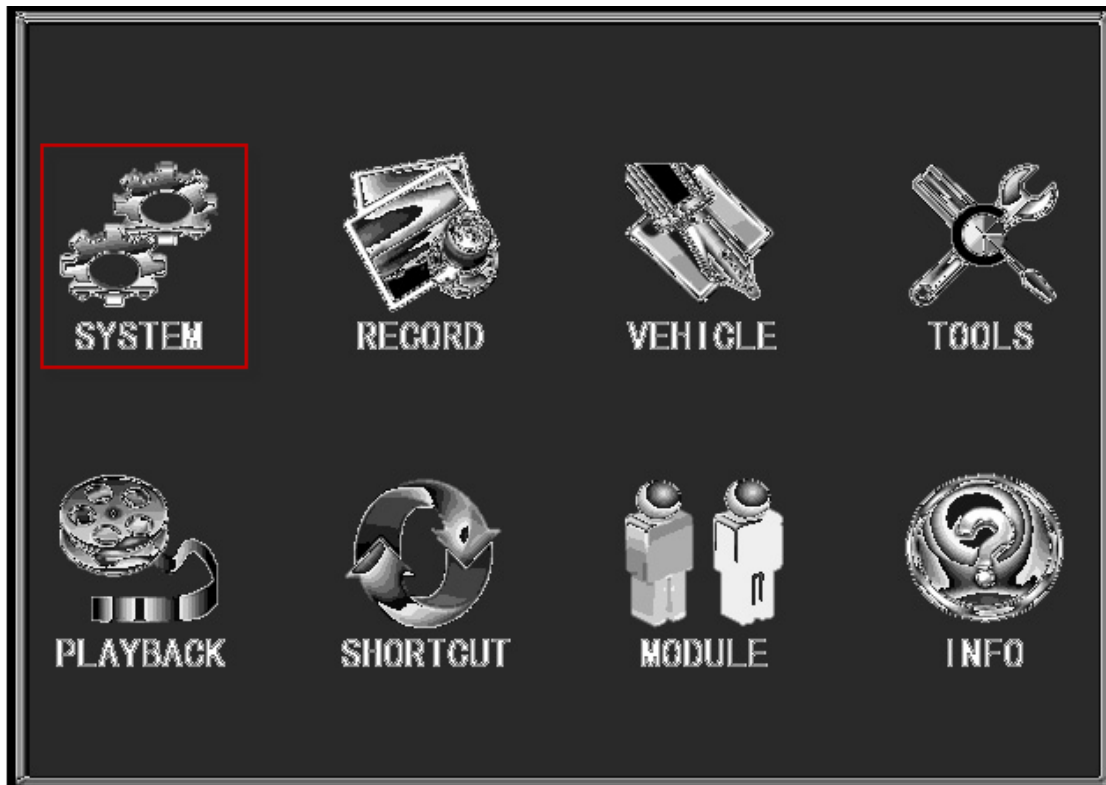 SYSTEM
RECORD
VEHICLE
TOOLS
PLAYBACK
SHORTCUT
MODULE
INFO